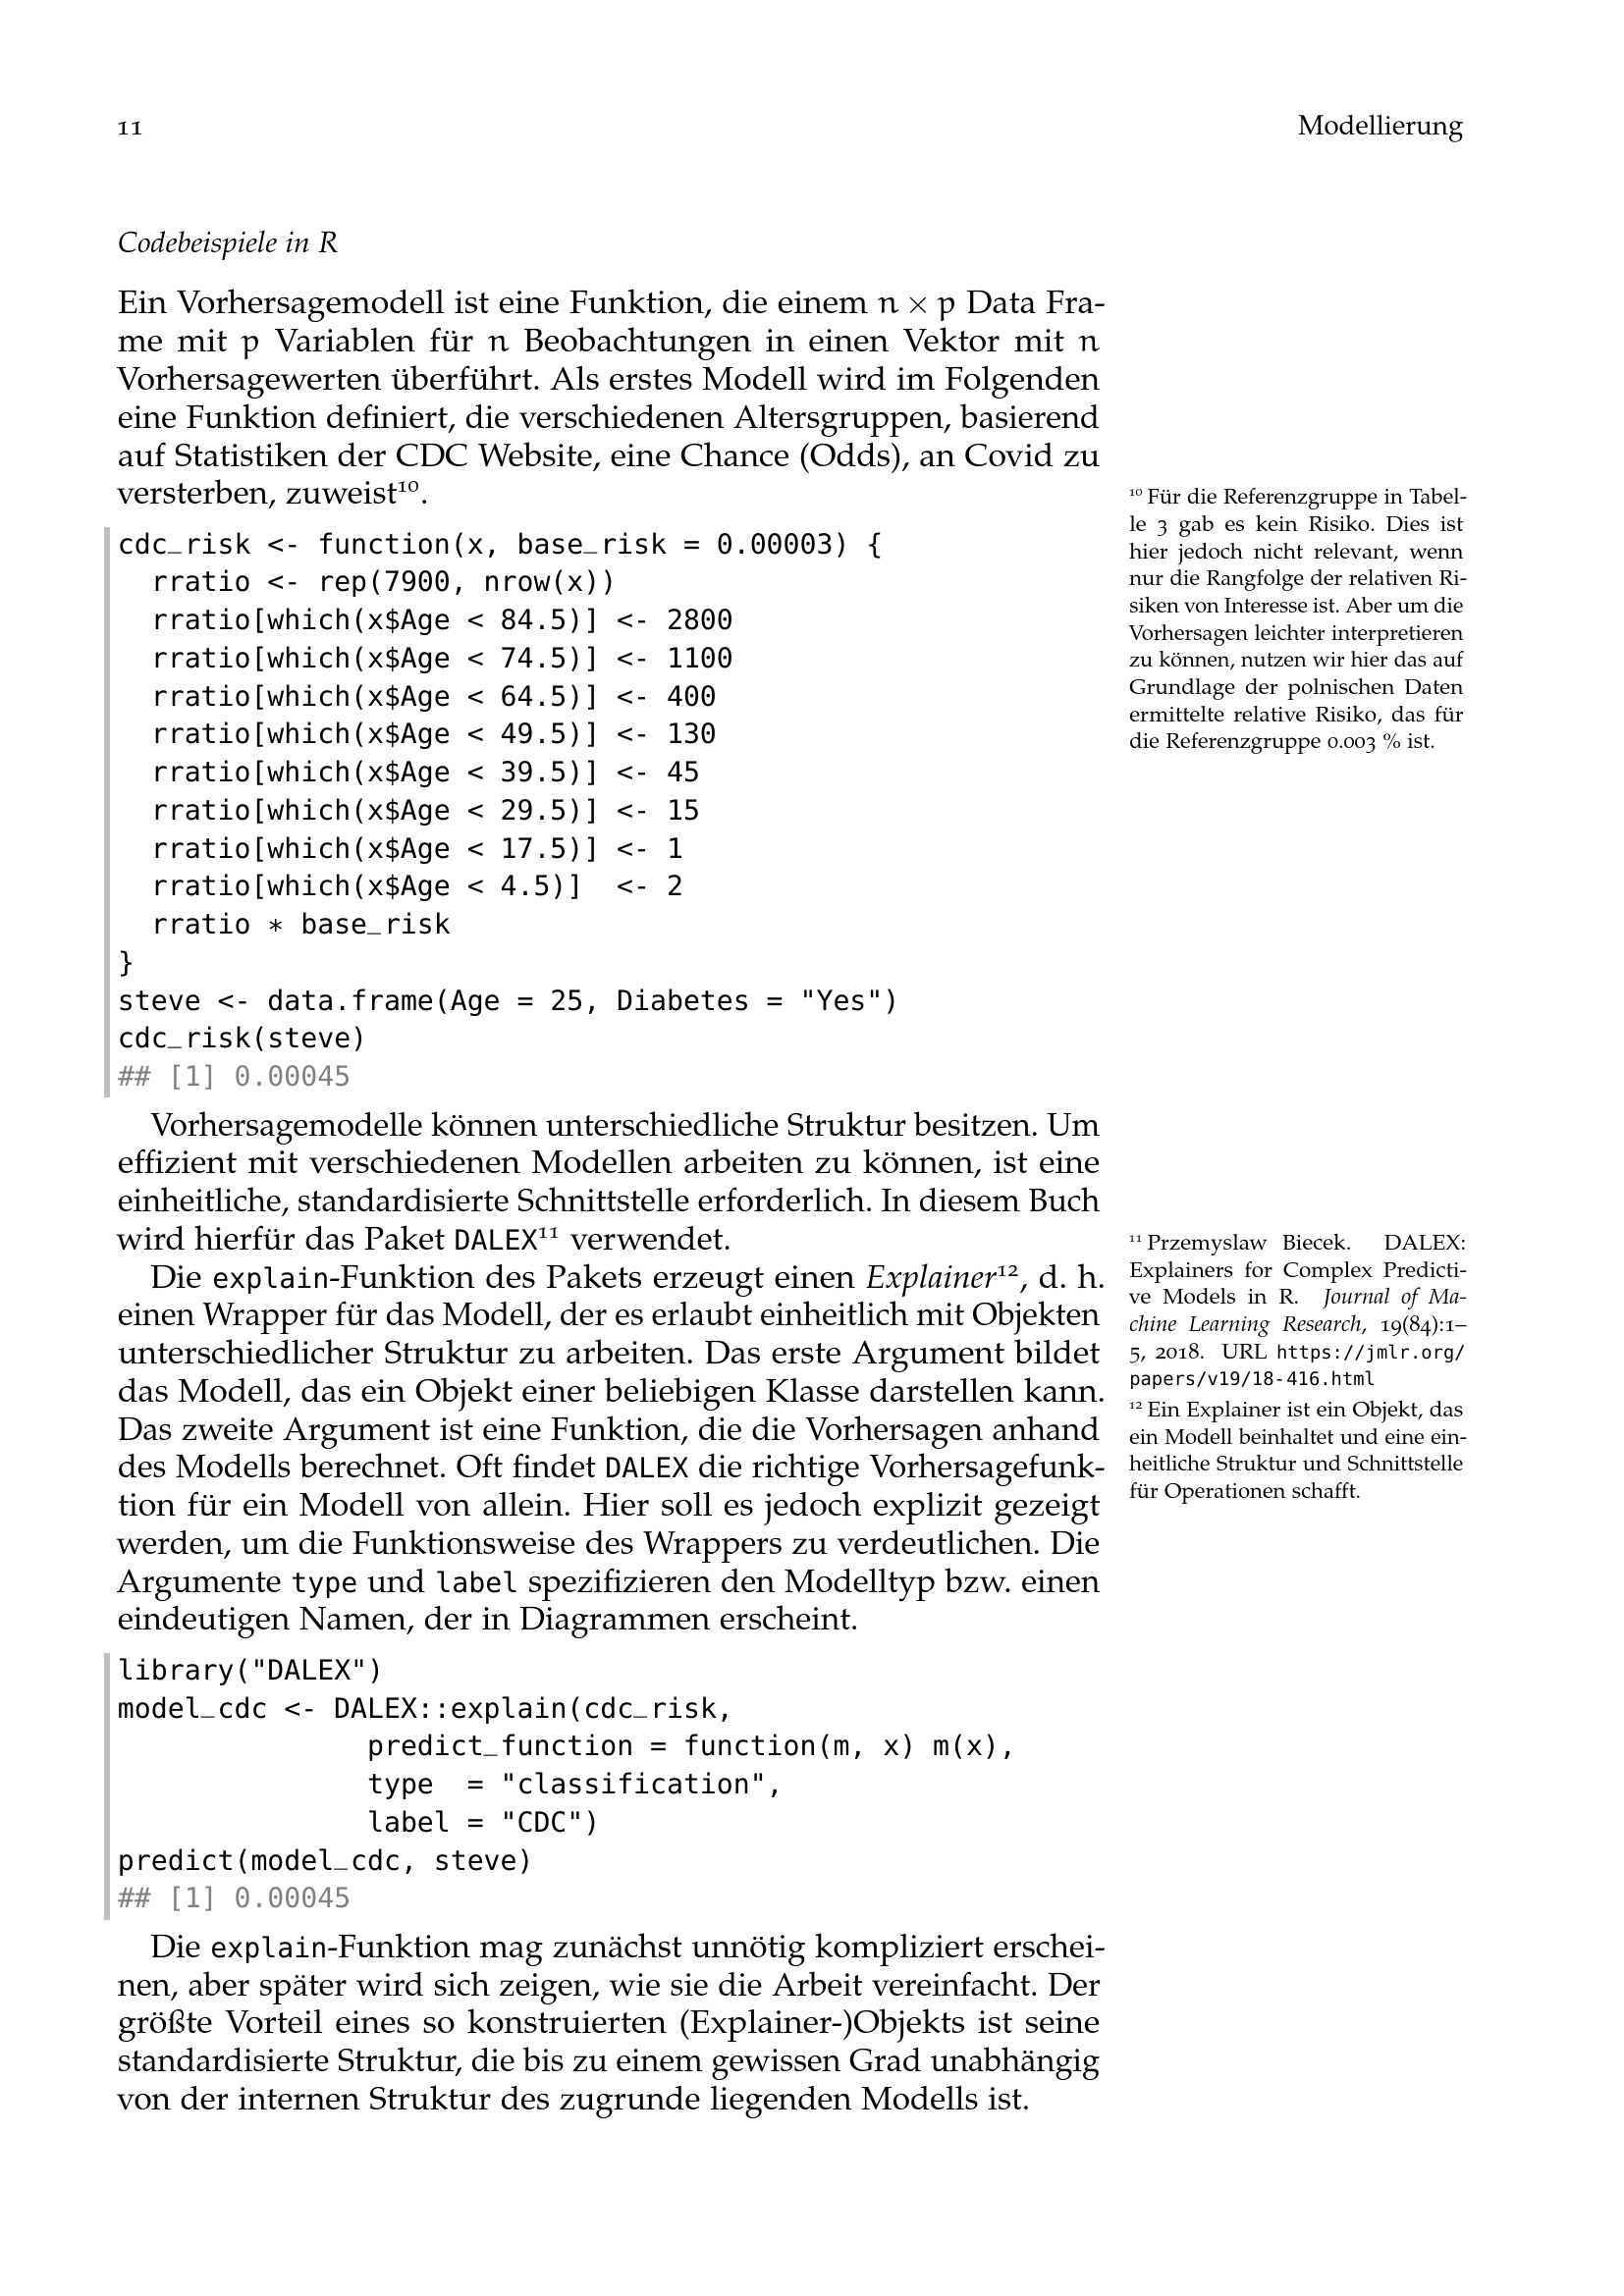 11
Modellierung
Codebeispiele in R
Ein Vorhersagemodell ist eine Funktion, die einem n × p Data Fra-
me mit p Variablen für n Beobachtungen in einen Vektor mit n
Vorhersagewerten überführt. Als erstes Modell wird im Folgenden
eine Funktion definiert, die verschiedenen Altersgruppen, basierend
auf Statistiken der CDC Website, eine Chance (Odds), an Covid zu
versterben, zuweist¹⁰.
cdc_risk <- function(x, base_risk = 0.00003) {
  rratio <- rep(7900, nrow(x))
  rratio[which(x$Age < 84.5)] <- 2800
  rratio[which(x$Age < 74.5)] <- 1100
  rratio[which(x$Age < 64.5)] <- 400
  rratio[which(x$Age < 49.5)] <- 130
  rratio[which(x$Age < 39.5)] <- 45
  rratio[which(x$Age < 29.5)] <- 15
  rratio[which(x$Age < 17.5)] <- 1
  rratio[which(x$Age < 4.5)]  <- 2
  rratio * base_risk
}
steve <- data.frame(Age = 25, Diabetes = "Yes")
cdc_risk(steve)
## [1] 0.00045
Vorhersagemodelle können unterschiedliche Struktur besitzen. Um
effizient mit verschiedenen Modellen arbeiten zu können, ist eine
einheitliche, standardisierte Schnittstelle erforderlich. In diesem Buch
wird hierfür das Paket DALEX¹¹ verwendet.
Die explain-Funktion des Pakets erzeugt einen Explainer¹², d. h.
einen Wrapper für das Modell, der es erlaubt einheitlich mit Objekten
unterschiedlicher Struktur zu arbeiten. Das erste Argument bildet
das Modell, das ein Objekt einer beliebigen Klasse darstellen kann.
Das zweite Argument ist eine Funktion, die die Vorhersagen anhand
des Modells berechnet. Oft findet DALEX die richtige Vorhersagefunk-
tion für ein Modell von allein. Hier soll es jedoch explizit gezeigt
werden, um die Funktionsweise des Wrappers zu verdeutlichen. Die
Argumente type und label spezifizieren den Modelltyp bzw. einen
eindeutigen Namen, der in Diagrammen erscheint.
library("DALEX")
model_cdc <- DALEX::explain(cdc_risk,
               predict_function = function(m, x) m(x),
               type  = "classification",
               label = "CDC")
predict(model_cdc, steve)
## [1] 0.00045
Die explain-Funktion mag zunächst unnötig kompliziert erschei-
nen, aber später wird sich zeigen, wie sie die Arbeit vereinfacht. Der
größte Vorteil eines so konstruierten (Explainer-)Objekts ist seine
standardisierte Struktur, die bis zu einem gewissen Grad unabhängig
von der internen Struktur des zugrunde liegenden Modells ist.
¹⁰ Für die Referenzgruppe in Tabel-
le 3 gab es kein Risiko. Dies ist
hier jedoch nicht relevant, wenn
nur die Rangfolge der relativen Ri-
siken von Interesse ist. Aber um die
Vorhersagen leichter interpretieren
zu können, nutzen wir hier das auf
Grundlage der polnischen Daten
ermittelte relative Risiko, das für
die Referenzgruppe 0.003 % ist.
¹¹ Przemyslaw Biecek. DALEX:
Explainers for Complex Predicti-
ve Models in R. Journal of Ma-
chine Learning Research, 19(84):1–
5, 2018. URL https://jmlr.org/
papers/v19/18-416.html
¹² Ein Explainer ist ein Objekt, das
ein Modell beinhaltet und eine ein-
heitliche Struktur und Schnittstelle
für Operationen schafft.